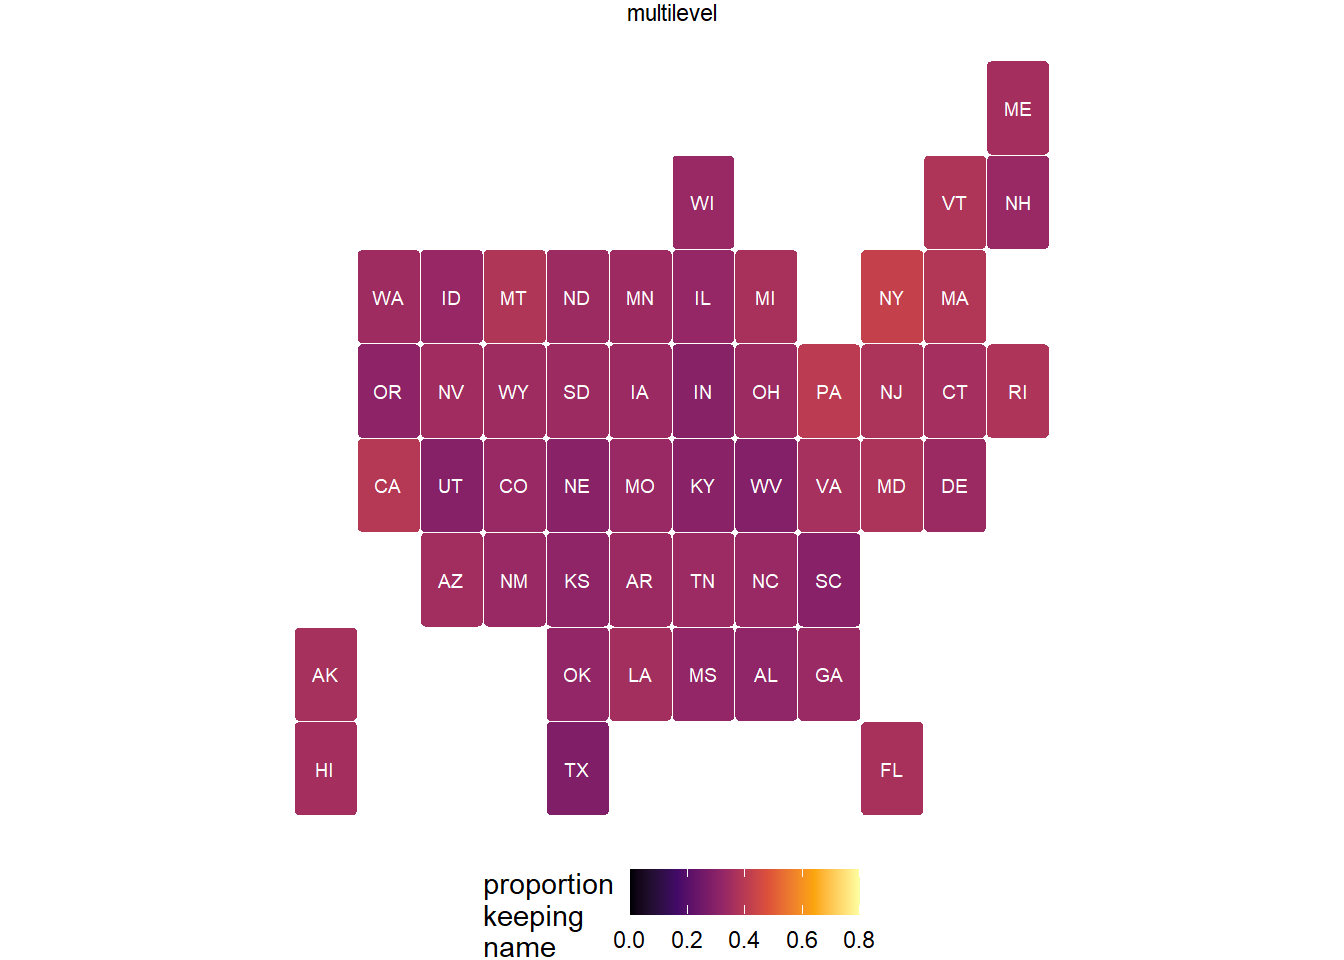 multilevel
ME
WI VT NH
WA ID MT ND MN IL MI NY MA
OR NV WY SD IA IN OH PA NJ CT RI
CA UT CO NE MO KY WV VA MD DE
AZ NM KS AR TN NC SC
AK OK LA MS AL GA
HI TX FL
proportion
keeping
name
0.0 0.2 0.4 0.6 0.8